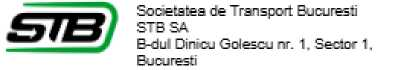 STB
Societatea de Transport Bucuresti
STB SA
B-dul Dinicu Golescu nr. 1, Sector 1,
Bucuresti